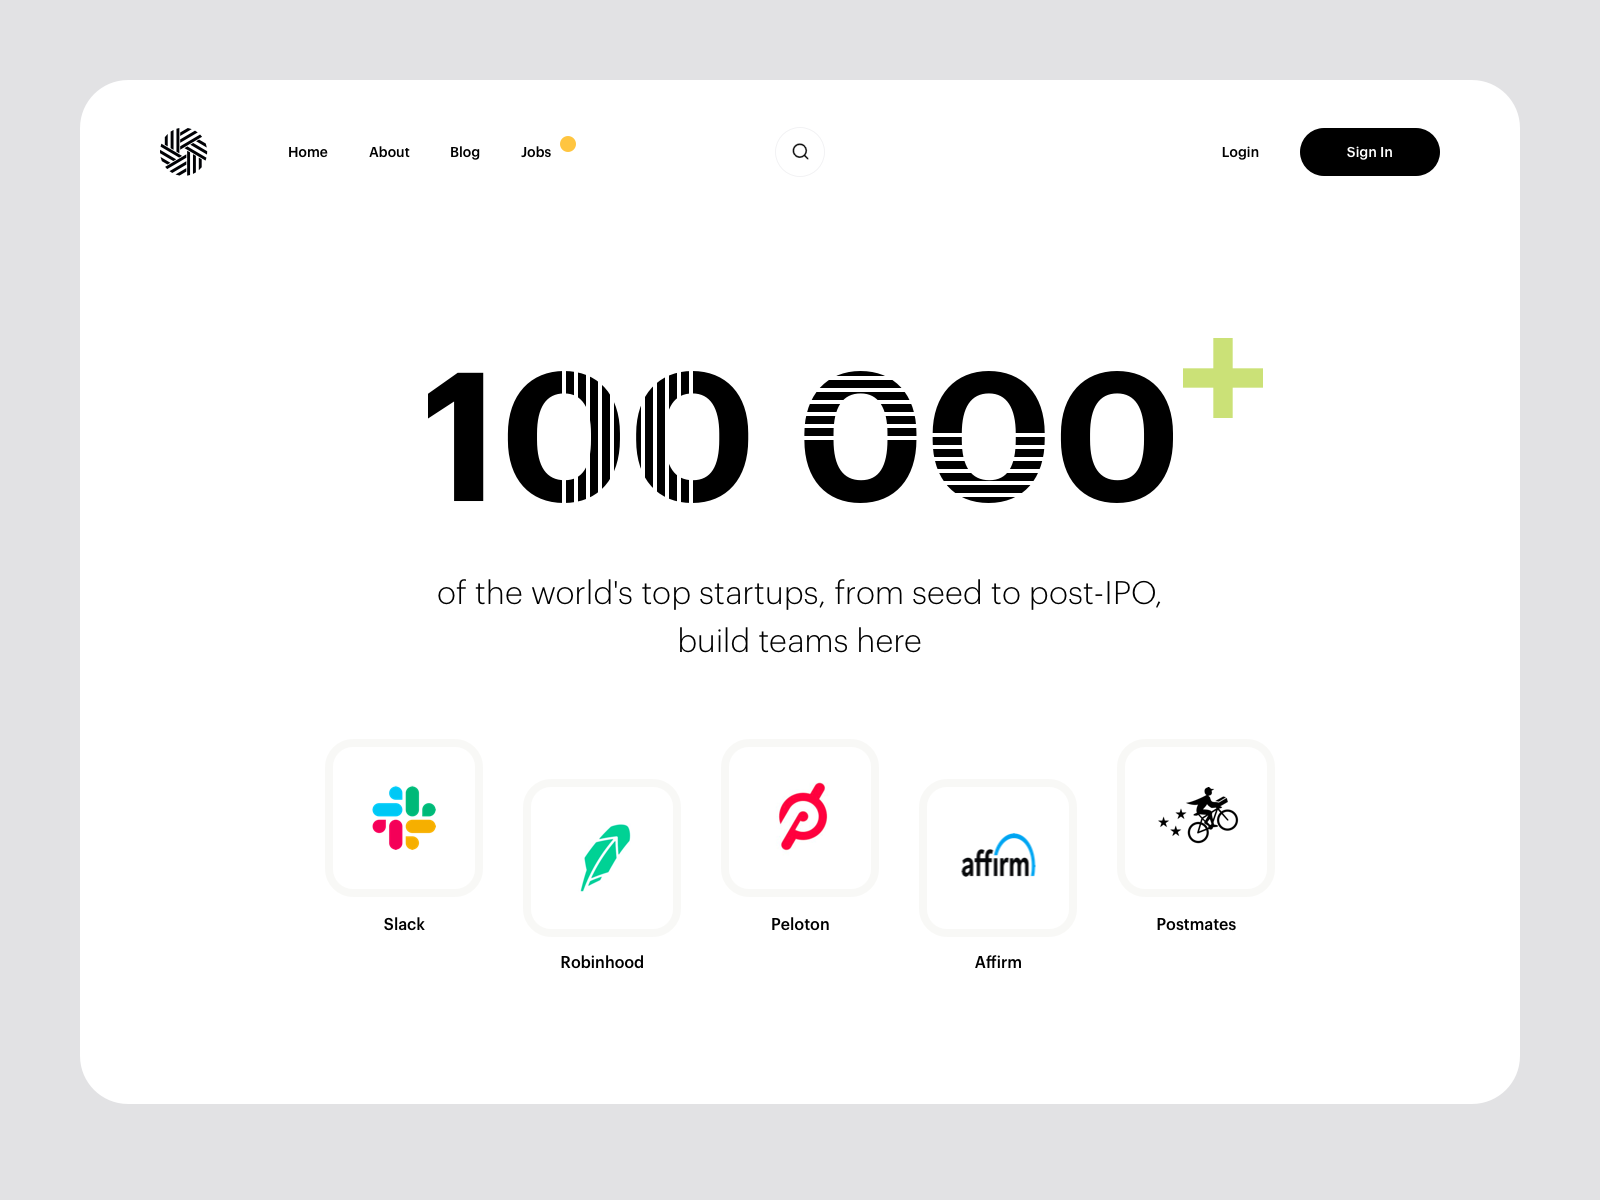 Home About Blog Jobs Login Sign In
100 000+
of the world's top startups, from seed to post-IPO,
build teams here
affirm
Slack Peloton Postmates
Robinhood Affirm